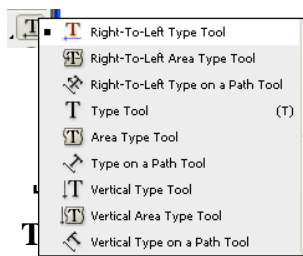 Right-To-Left Type Tool
Right-To-Left Area Type Tool
Right-To-Left Type on a Path Tool
Type Tool (T)
Area Type Tool
Type on a Path Tool
Vertical Type Tool
Vertical Area Type Tool
Vertical Type on a Path Tool